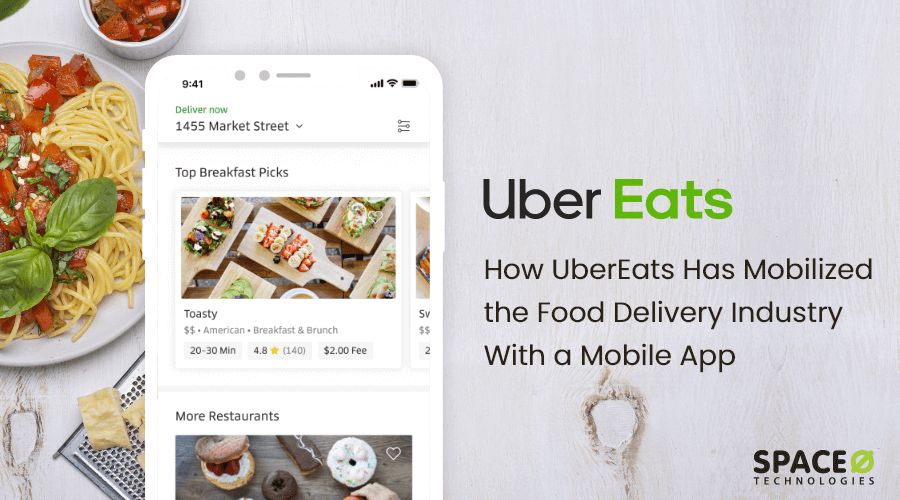 9:41
Deliver now
1455 Market Street
Top Breakfast Picks
Toasty
$$ • American • Breakfast & Brunch
20-30 Min
4.8 ★ (140)
$2.00 Fee
Sw
$$
2
More Restaurants
Uber Eats
How UberEats Has Mobilized
the Food Delivery Industry
With a Mobile App
SPACEØ
TECHNOLOGIES